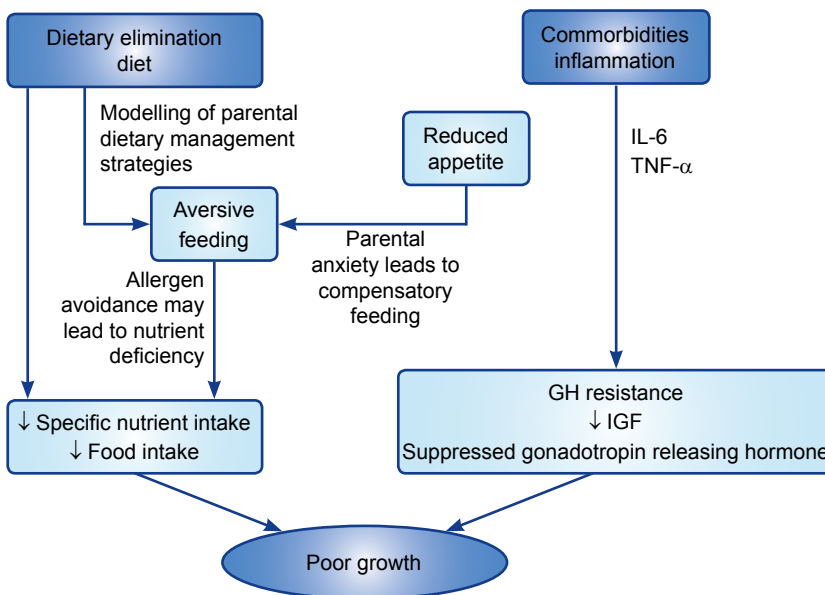 Dietary elimination
diet
Commorbidities
inflammation
Modelling of parental
dietary management
strategies
Reduced
appetite
IL-6
TNF-α
Aversive
feeding
Parental
anxiety leads to
compensatory
feeding
Allergen
avoidance may
lead to nutrient
deficiency
↓ Specific nutrient intake
↓ Food intake
GH resistance
↓ IGF
Suppressed gonadotropin releasing hormone
Poor growth